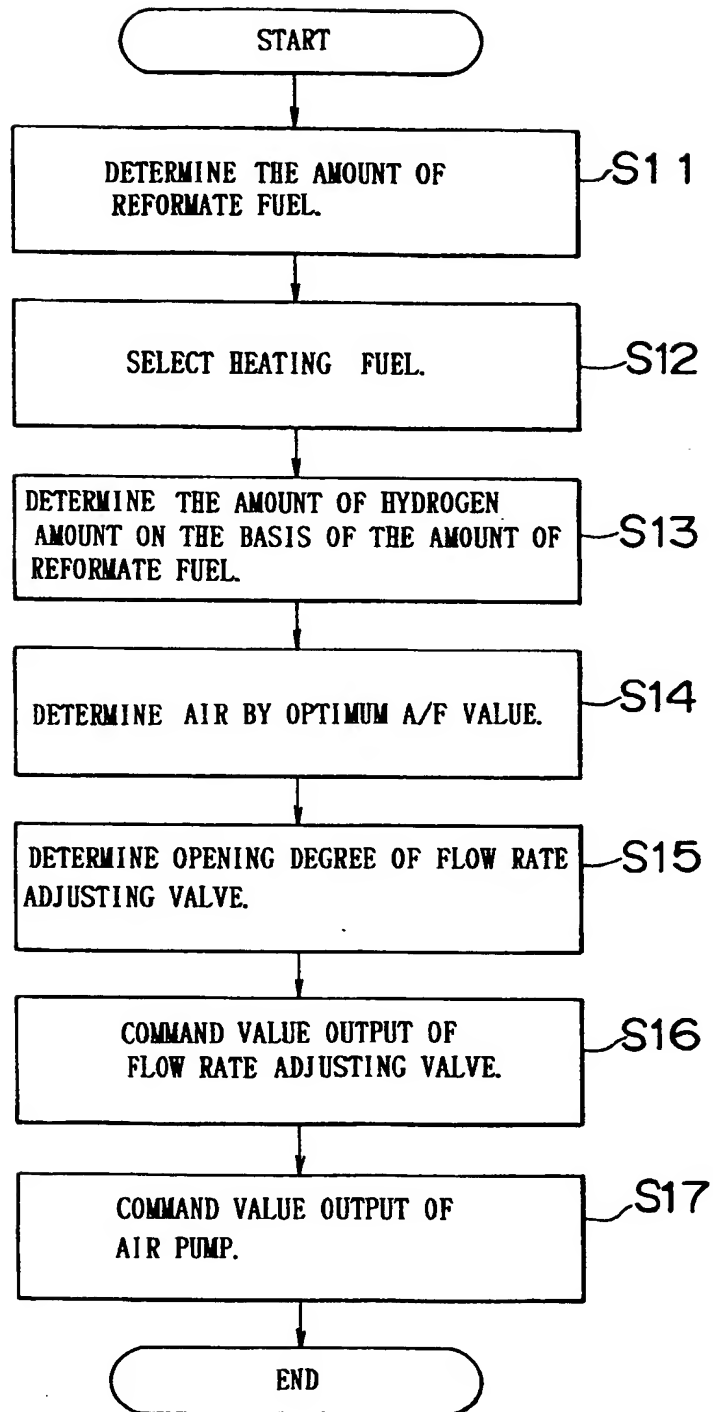 START
DETERMINE THE AMOUNT OF
REFORMATE FUEL.
S11
SELECT HEATING FUEL.
S12
DETERMINE THE AMOUNT OF HYDROGEN
AMOUNT ON THE BASIS OF THE AMOUNT OF
REFORMATE FUEL.
S13
DETERMINE AIR BY OPTIMUM A/F VALUE.
S14
DETERMINE OPENING DEGREE OF FLOW RATE
ADJUSTING VALVE.
S15
COMMAND VALUE OUTPUT OF
FLOW RATE ADJUSTING VALVE.
S16
COMMAND VALUE OUTPUT OF
AIR PUMP.
S17
END